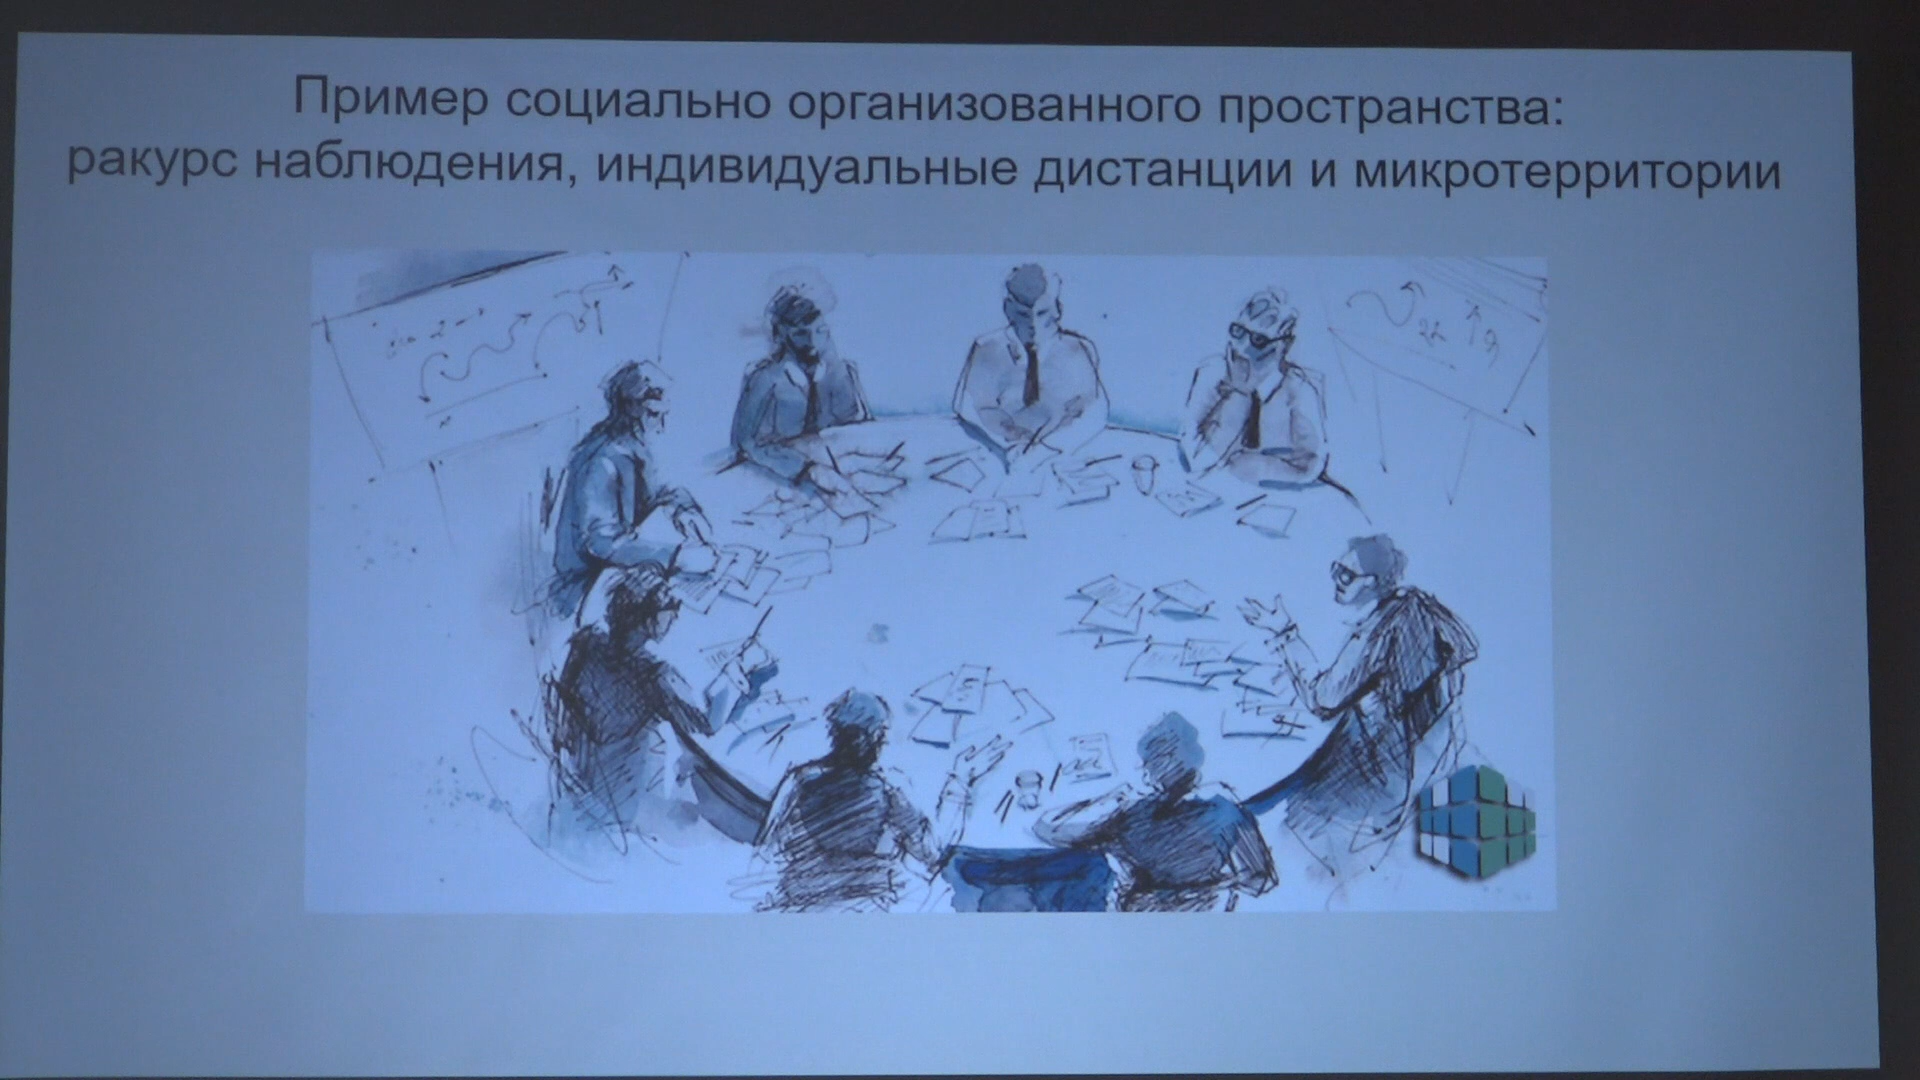 Пример социально организованного пространства:
ракурс наблюдения, индивидуальные дистанции и микротерритории